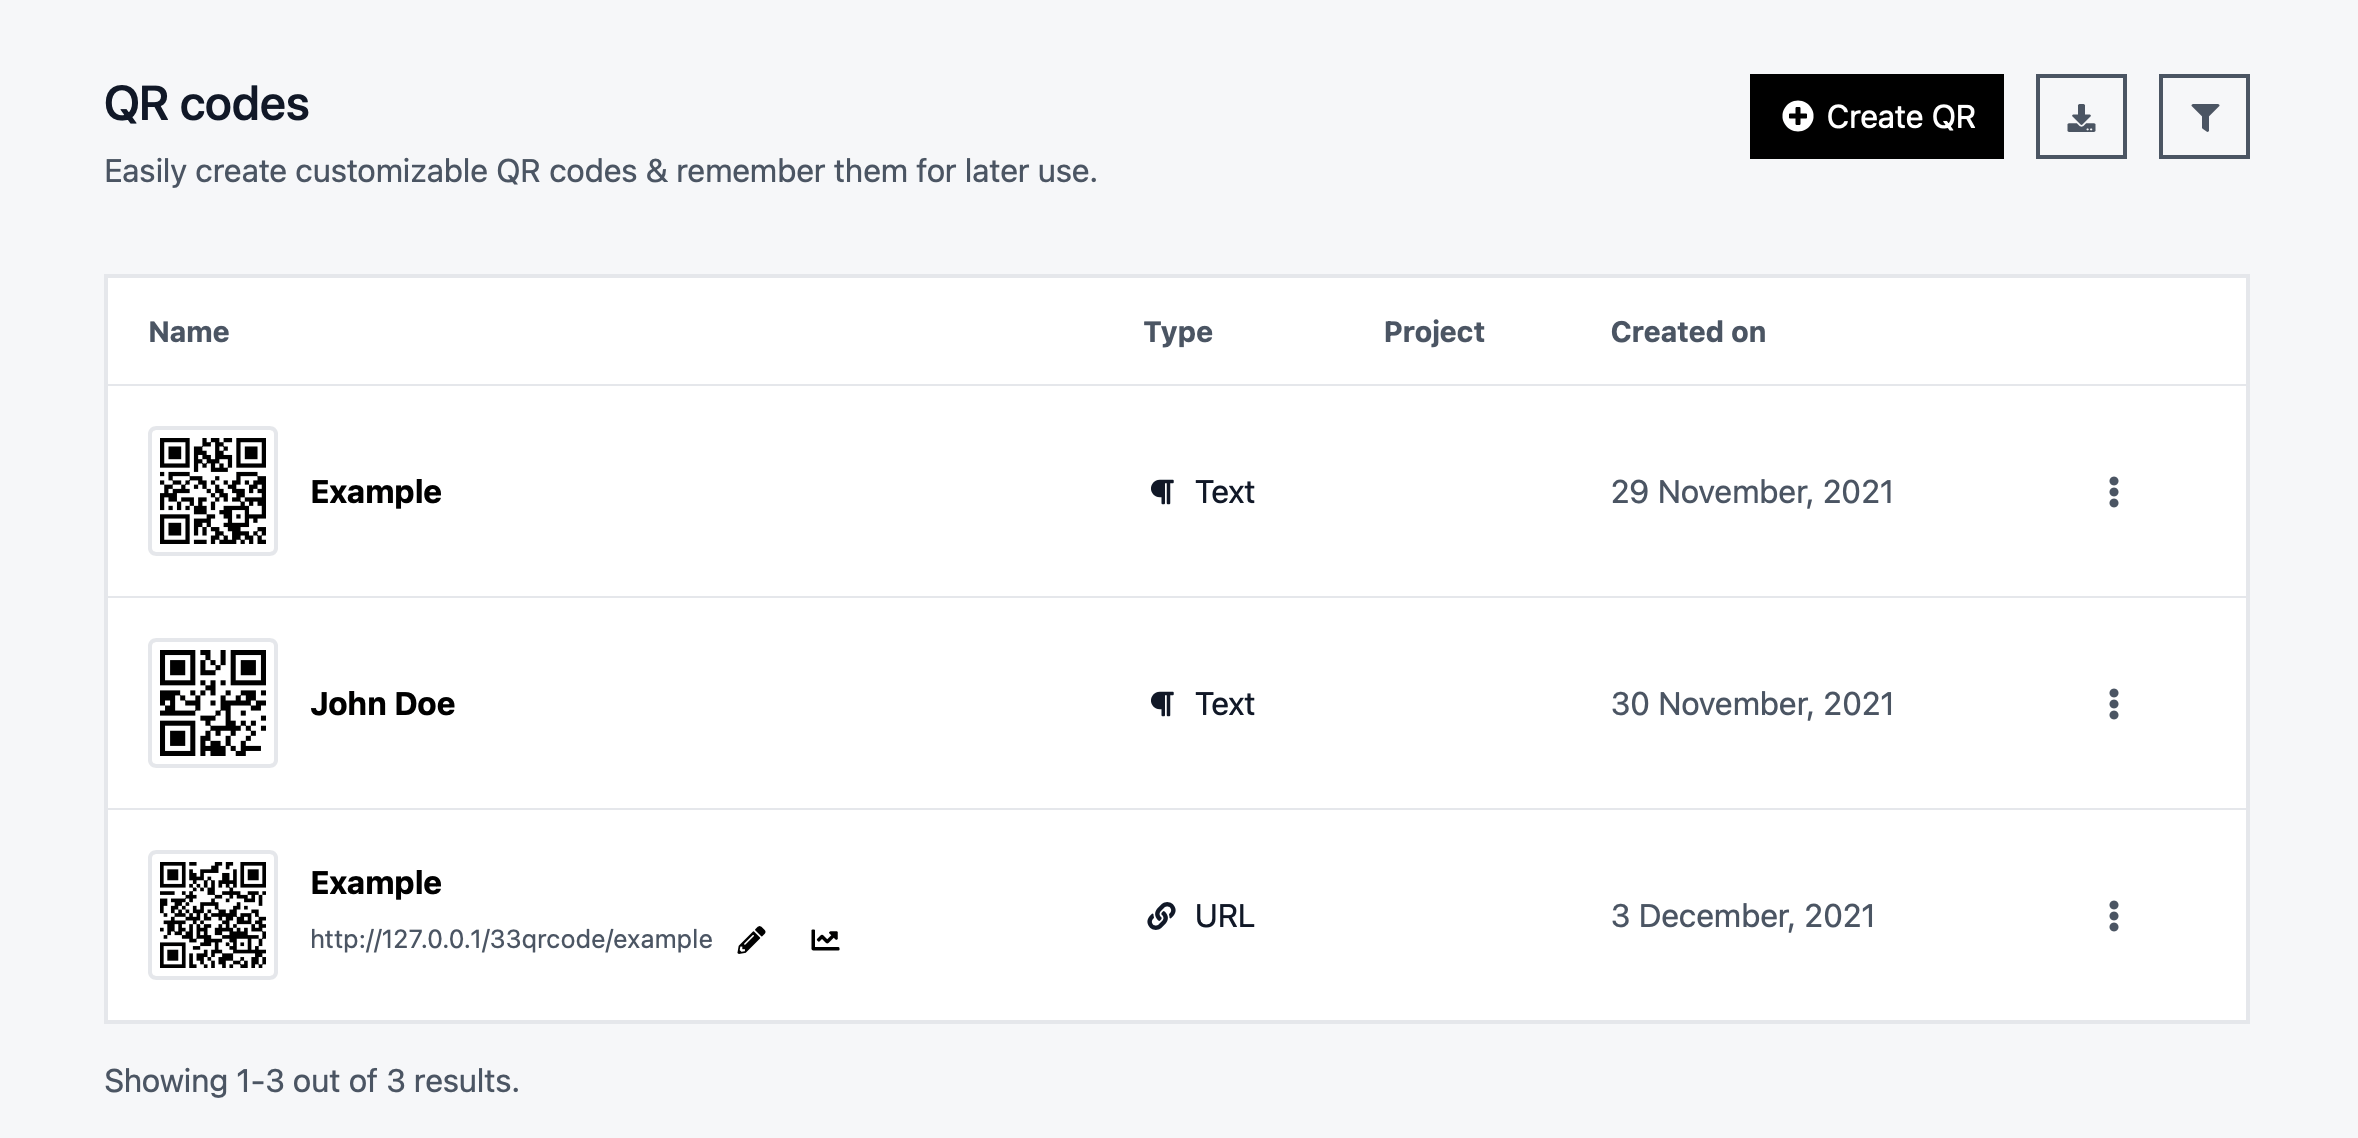 QR codes
Create QR
Easily create customizable QR codes & remember them for later use.
Name Type Project Created on
Example Text 29 November, 2021
John Doe Text 30 November, 2021
Example
http://127.0.0.1/33qrcode/example URL 3 December, 2021
Showing 1-3 out of 3 results.